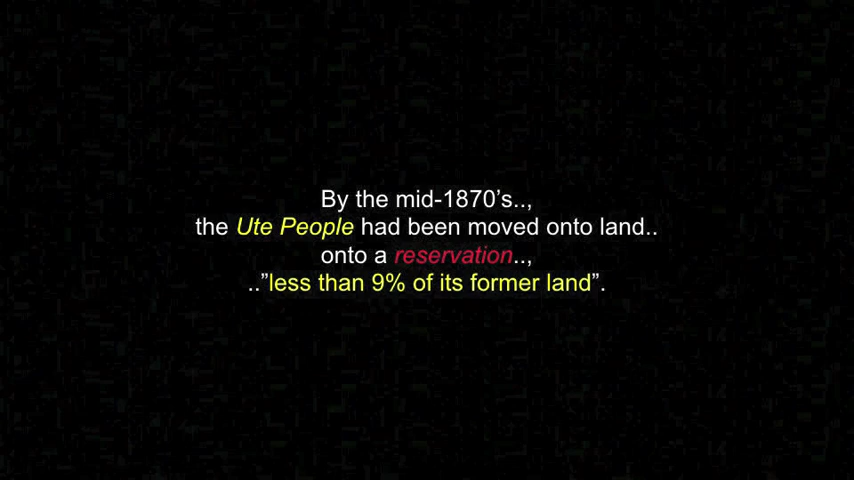 By the mid-1870’s..,
the Ute People had been moved onto land..
onto a reservation..,
..”less than 9% of its former land”.